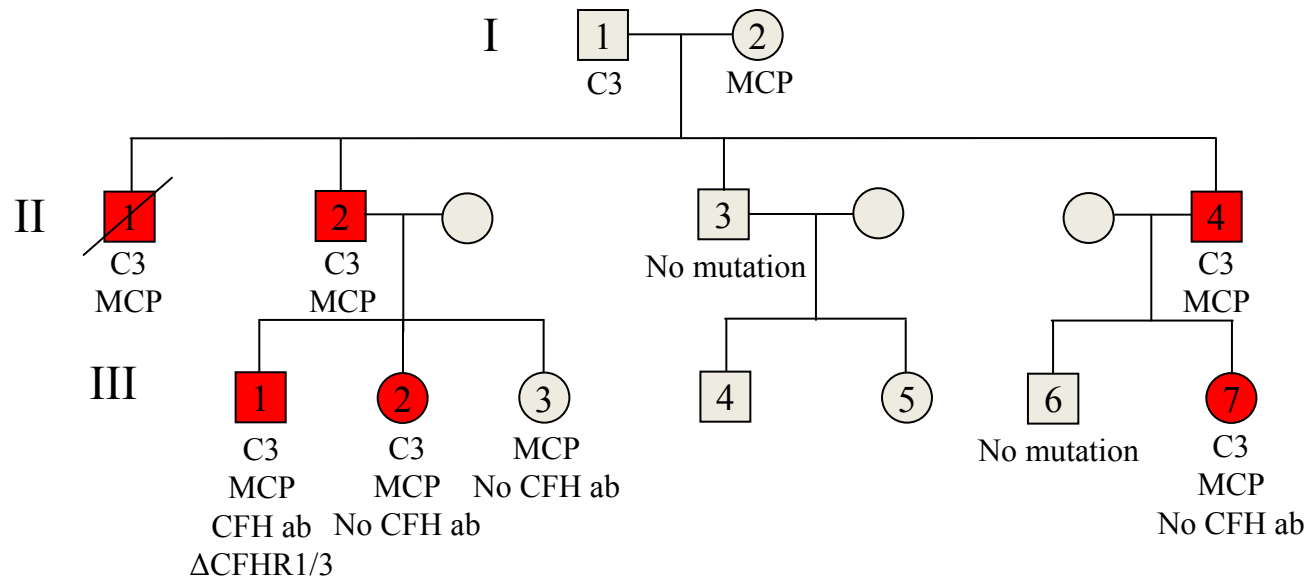 I 1 2
C3 MCP
II 1 2 3 4
C3 C3 No mutation C3
MCP MCP MCP
III 1 2 3 4 5 6 7
C3 C3 MCP No mutation C3
MCP MCP No CFH ab MCP
CFH ab No CFH ab No CFH ab
ΔCFHR1/3